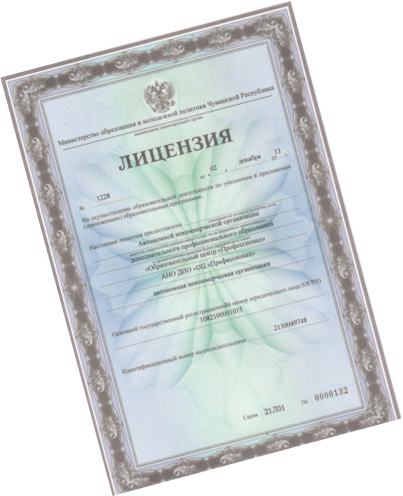 Министерство образования и молодежной политики Чувашской Республики
ЛИЦЕНЗИЯ
от « 02 » декабря 20 13 г.
№ 1228
На осуществление образовательной деятельности по указанным в приложении
(приложениях) образовательным программам
Настоящая лицензия предоставлена
Автономной некоммерческой организации
дополнительного профессионального образования
«Образовательный центр «Профессионал»
АНО ДПО «ОЦ «Профессионал»
автономная некоммерческая организация
Основной государственный регистрационный номер юридического лица (ОГРН)
1082100001015
Идентификационный номер налогоплательщика 2130049748
Серия 21Л01 № 0000132